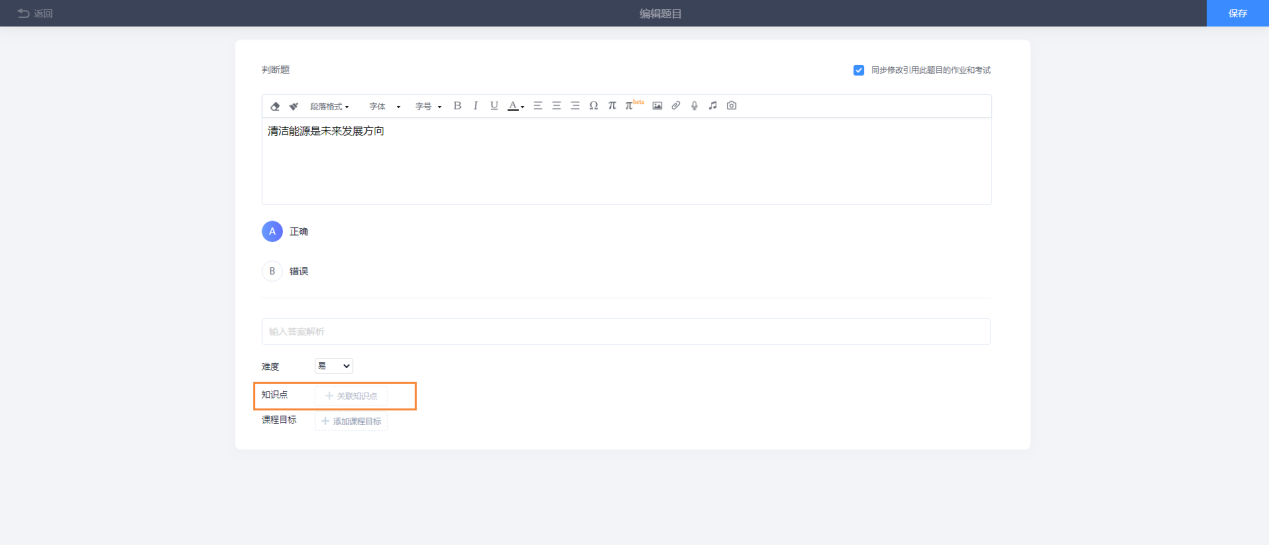 返回 编辑题目 保存
判断题 同步修改引用此题目的作业和考试
段落格式 字体 字号 B I U A Ω π π beta
清洁能源是未来发展方向
A 正确
B 错误
输入答案解析
难度 易
知识点 + 关联知识点
课程目标 + 添加课程目标